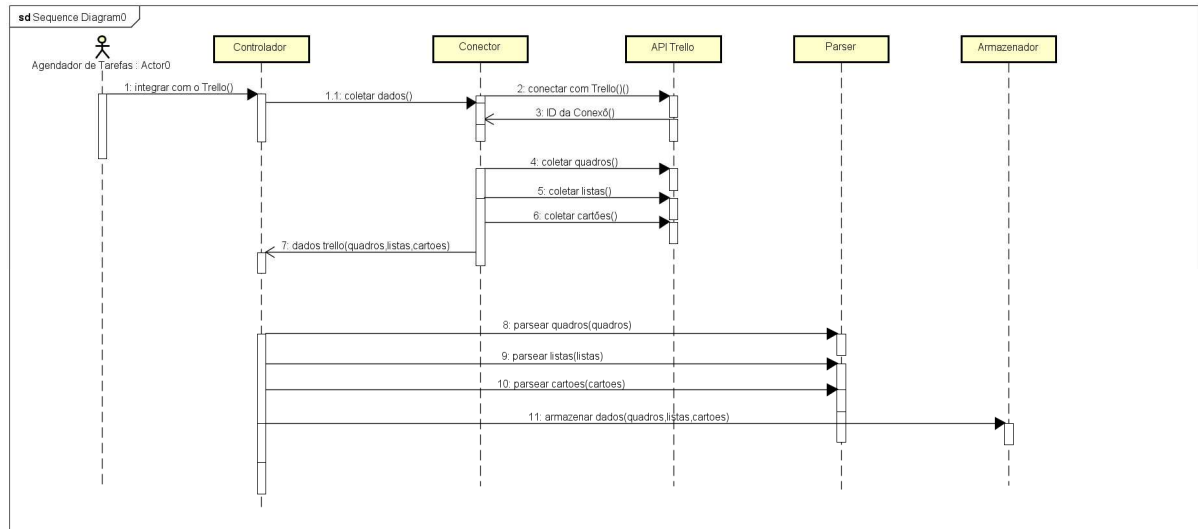 sd Sequence Diagram0
Agendador de Tarefas : Actor0
Controlador
Conector
API Trello
Parser
Armazenador
1: integrar com o Trello()
1.1: coletar dados()
2: conectar com Trello()()
3: ID da Conexõ()
4: coletar quadros()
5: coletar listas()
6: coletar cartões()
7: dados trello(quadros,listas,cartoes)
8: parsear quadros(quadros)
9: parsear listas(listas)
10: parsear cartoes(cartoes)
11: armazenar dados(quadros,listas,cartoes)